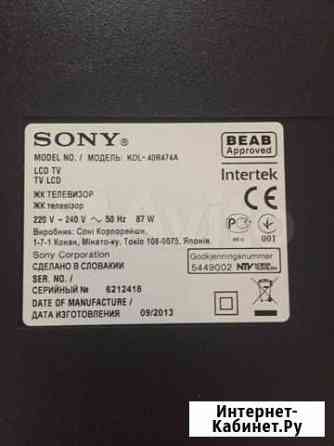 SONY®
BEAB
Approved
MODEL NO. / МОДЕЛЬ: KDL-40R474A
Intertek
LCD TV
TV LCD
ЖК ТЕЛЕВИЗОР
ЖК телевізор
220 V - 240 V ~ 50 Hz 87 W
Виробник: Соні Корпорейшн,
1-7-1 Конан, Мінато-ку, Токіо 108-0075, Японія.
001
Sony Corporation
СДЕЛАНО В СЛОВАКИИ
SER. NO. /
СЕРИЙНЫЙ № 6212418
Godkjenningsnummer
5449002
DATE OF MANUFACTURE /
ДАТА ИЗГОТОВЛЕНИЯ 09/2013
Интернет-
Кабинет.Ру